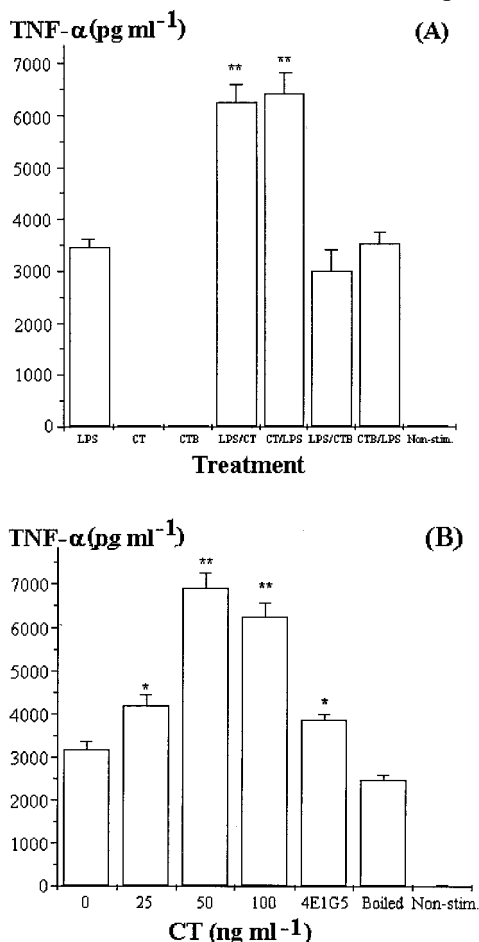 TNF-α (pg ml-1)
(A)
**
**
7000
6000
5000
4000
3000
2000
1000
0
LPS CT CTB LPS/CT CT/LPS LPS/CTB CTB/LPS Non-stim.
Treatment
TNF-α (pg ml-1)
(B)
**
**
*
*
7000
6000
5000
4000
3000
2000
1000
0
0 25 50 100 4E1G5 Boiled Non-stim.
CT (ng ml-1)